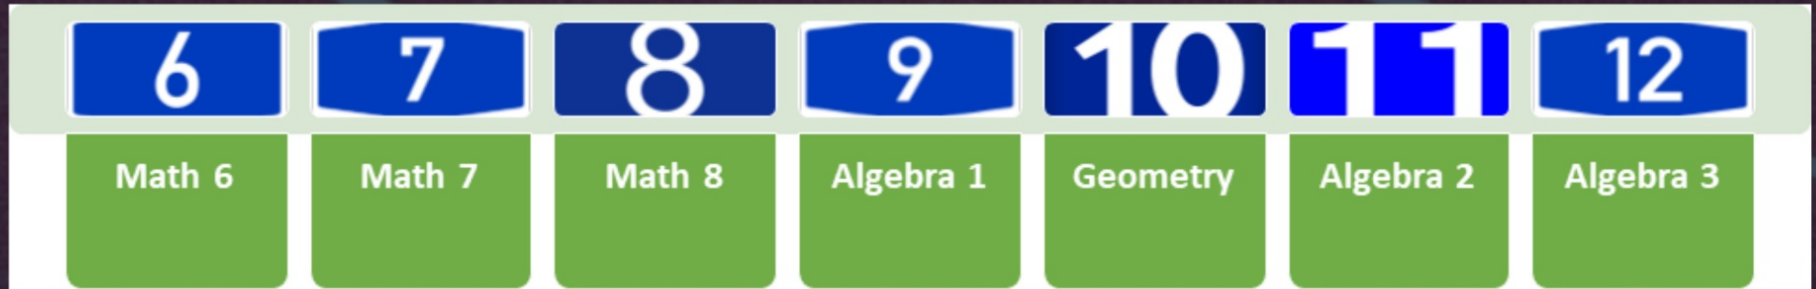 6 7 8 9 10 11 12
Math 6 Math 7 Math 8 Algebra 1 Geometry Algebra 2 Algebra 3